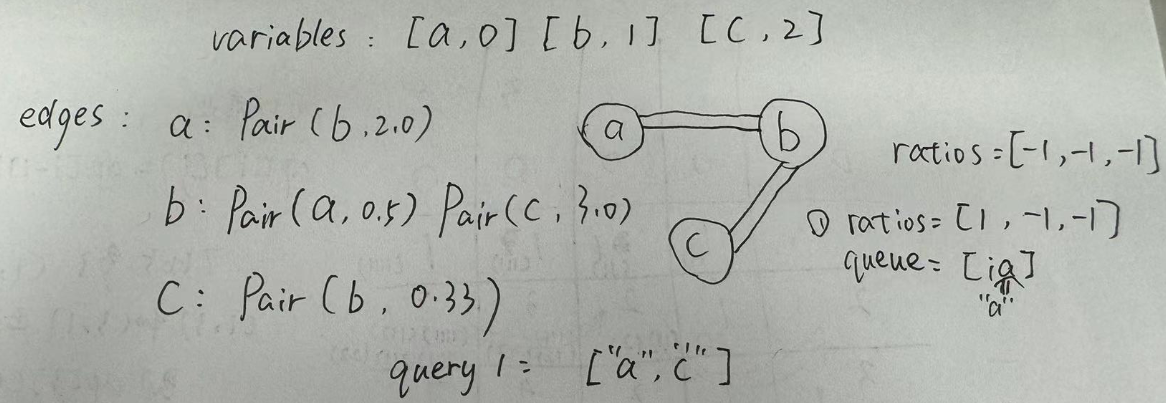 variables : [a,0] [b,1] [c,2]
edges : a: Pair(b,2.0)
b: Pair(a,0.5) Pair(c,3.0)
c: Pair(b,0.33)
query 1 = ["a","c"]
a
b
c
ratios=[-1,-1,-1]
① ratios=[1,-1,-1]
queue=[ia]
"a"